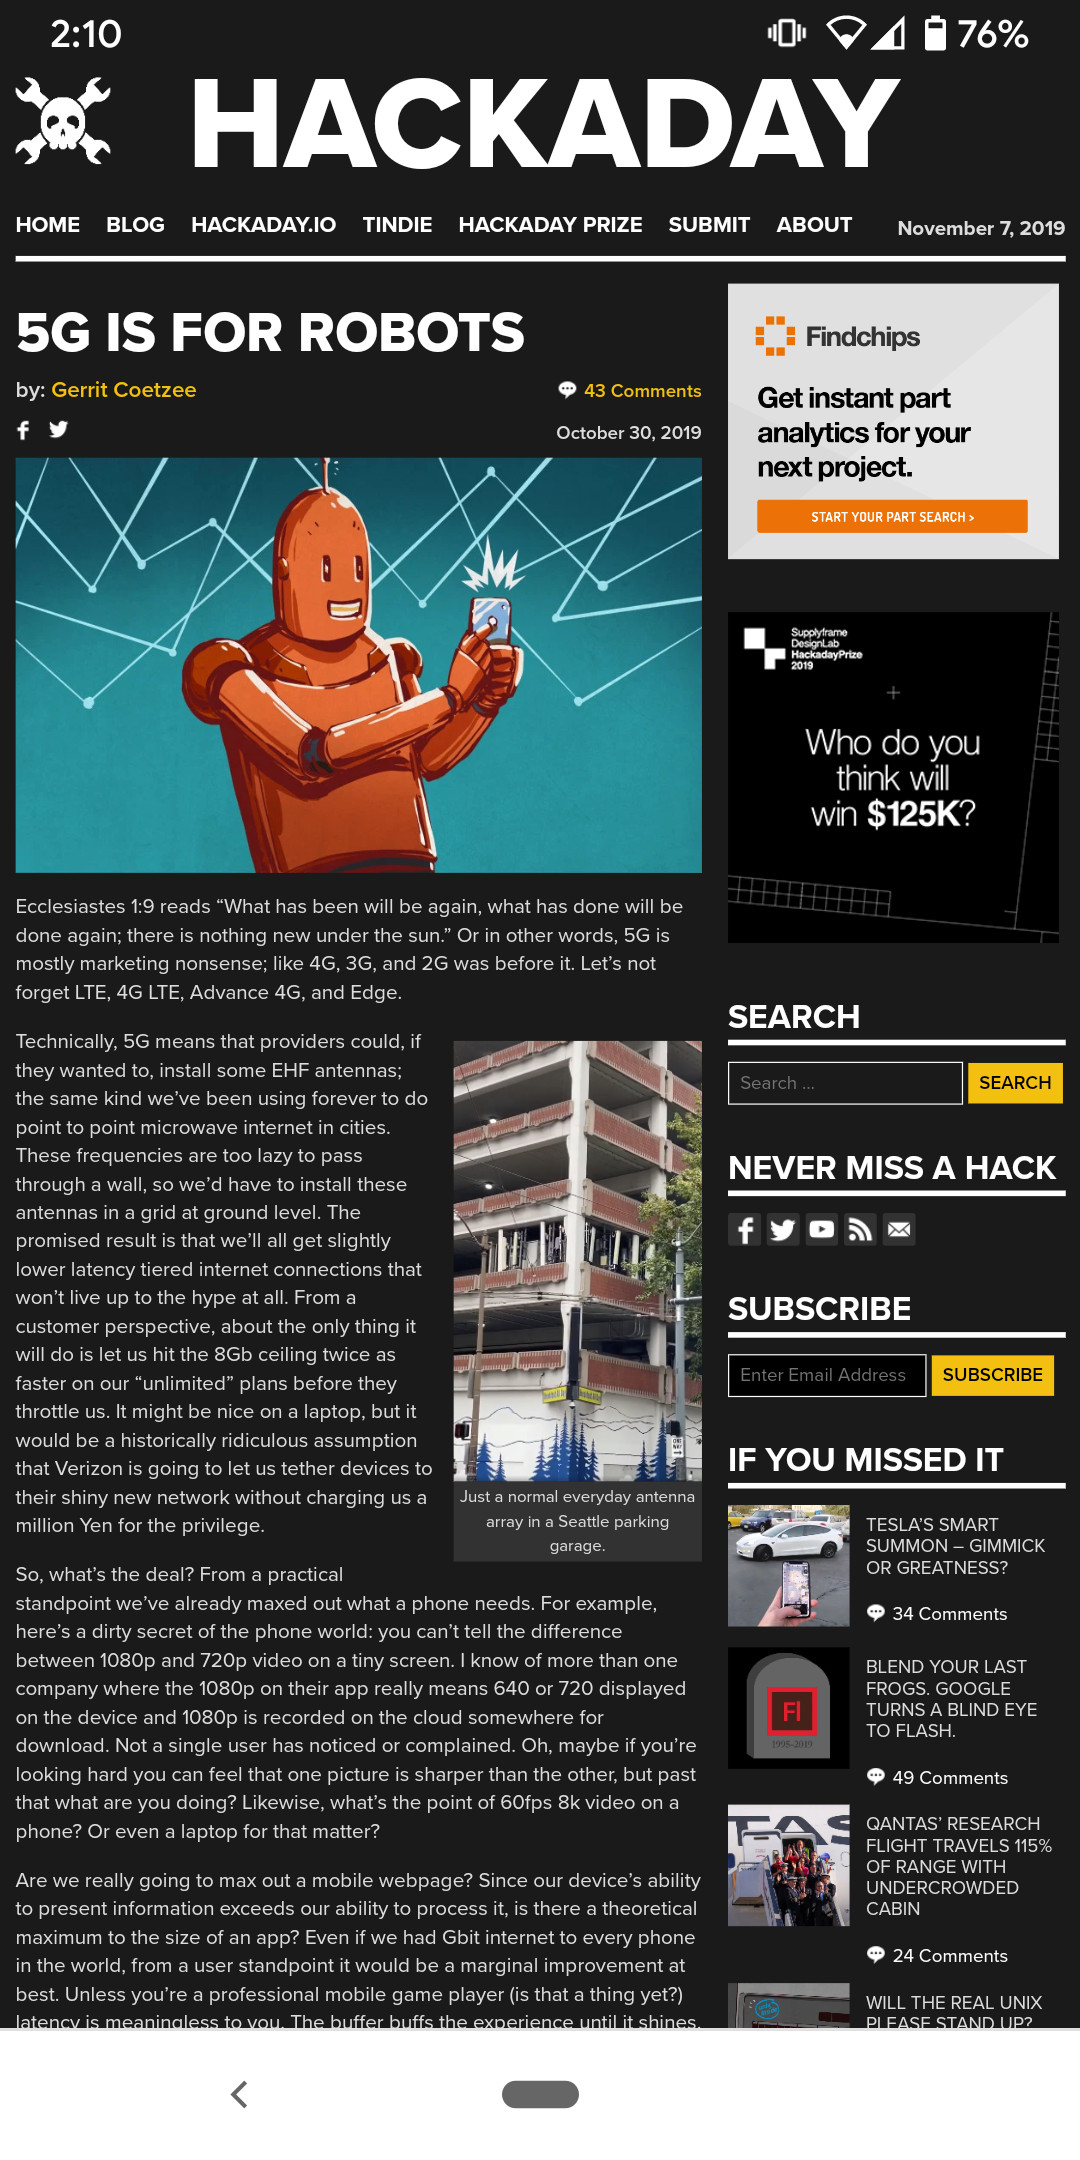 2:10
76%
HACKADAY
HOME BLOG HACKADAY.IO TINDIE HACKADAY PRIZE SUBMIT ABOUT
November 7, 2019
5G IS FOR ROBOTS
by: Gerrit Coetzee
43 Comments
October 30, 2019
Ecclesiastes 1:9 reads “What has been will be again, what has done will be
done again; there is nothing new under the sun.” Or in other words, 5G is
mostly marketing nonsense; like 4G, 3G, and 2G was before it. Let’s not
forget LTE, 4G LTE, Advance 4G, and Edge.
Technically, 5G means that providers could, if
they wanted to, install some EHF antennas;
the same kind we’ve been using forever to do
point to point microwave internet in cities.
These frequencies are too lazy to pass
through a wall, so we’d have to install these
antennas in a grid at ground level. The
promised result is that we’ll all get slightly
lower latency tiered internet connections that
won’t live up to the hype at all. From a
customer perspective, about the only thing it
will do is let us hit the 8Gb ceiling twice as
faster on our “unlimited” plans before they
throttle us. It might be nice on a laptop, but it
would be a historically ridiculous assumption
that Verizon is going to let us tether devices to
their shiny new network without charging us a
million Yen for the privilege.
ONE
WAY
Just a normal everyday antenna
array in a Seattle parking
garage.
So, what’s the deal? From a practical
standpoint we’ve already maxed out what a phone needs. For example,
here’s a dirty secret of the phone world: you can’t tell the difference
between 1080p and 720p video on a tiny screen. I know of more than one
company where the 1080p on their app really means 640 or 720 displayed
on the device and 1080p is recorded on the cloud somewhere for
download. Not a single user has noticed or complained. Oh, maybe if you’re
looking hard you can feel that one picture is sharper than the other, but past
that what are you doing? Likewise, what’s the point of 60fps 8k video on a
phone? Or even a laptop for that matter?
Are we really going to max out a mobile webpage? Since our device’s ability
to present information exceeds our ability to process it, is there a theoretical
maximum to the size of an app? Even if we had Gbit internet to every phone
in the world, from a user standpoint it would be a marginal improvement at
best. Unless you’re a professional mobile game player (is that a thing yet?)
latency is meaningless to you. The buffer buffs the experience until it shines.
Findchips
Get instant part
analytics for your
next project.
START YOUR PART SEARCH >
Supplyframe
DesignLab
HackadayPrize
2019
Who do you
think will
win $125K?
SEARCH
Search ...
SEARCH
NEVER MISS A HACK
SUBSCRIBE
Enter Email Address
SUBSCRIBE
IF YOU MISSED IT
TESLA’S SMART
SUMMON – GIMMICK
OR GREATNESS?
34 Comments
Fl
1995-2019
BLEND YOUR LAST
FROGS. GOOGLE
TURNS A BLIND EYE
TO FLASH.
49 Comments
TAS
QANTAS’ RESEARCH
FLIGHT TRAVELS 115%
OF RANGE WITH
UNDERCROWDED
CABIN
24 Comments
WILL THE REAL UNIX
PLEASE STAND UP?